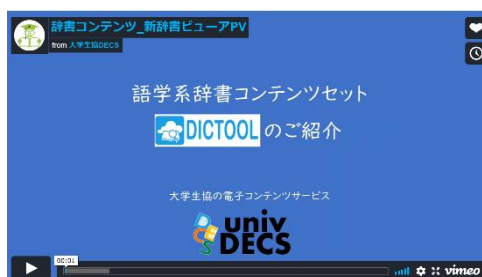 辞書コンテンツ_新辞書ビューアPV
from 大学生協DECS
語学系辞書コンテンツセット
DICTOOL のご紹介
大学生協の電子コンテンツサービス
univ
DECS
00:01
vimeo